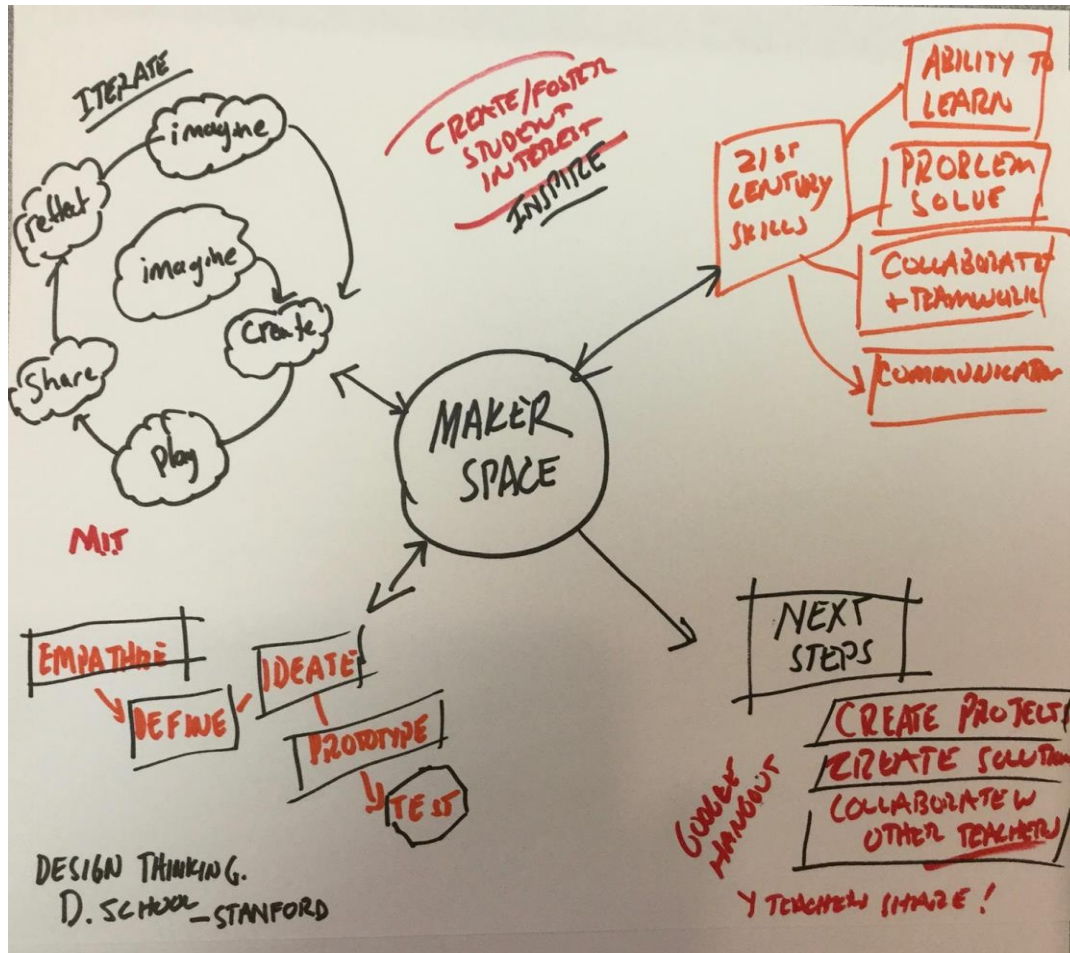 ITERATE
imagine
reflect
imagine
create
share
play
MIT
CREATE/FOSTER
STUDENT
INTEREST
INSPIRE
21ST
CENTURY
SKILLS
ABILITY TO
LEARN
PROBLEM
SOLVE
COLLABORATE
+ TEAMWORK
COMMUNICATION
MAKER
SPACE
EMPATHIZE
DEFINE
IDEATE
PROTOTYPE
TEST
DESIGN THINKING.
D. SCHOOL - STANFORD
NEXT
STEPS
CREATE PROJECTS
CREATE SOLUTION
COLLABORATE W
OTHER TEACHERS
GOOGLE
HANGOUT
Y TEACHERS SHARE!